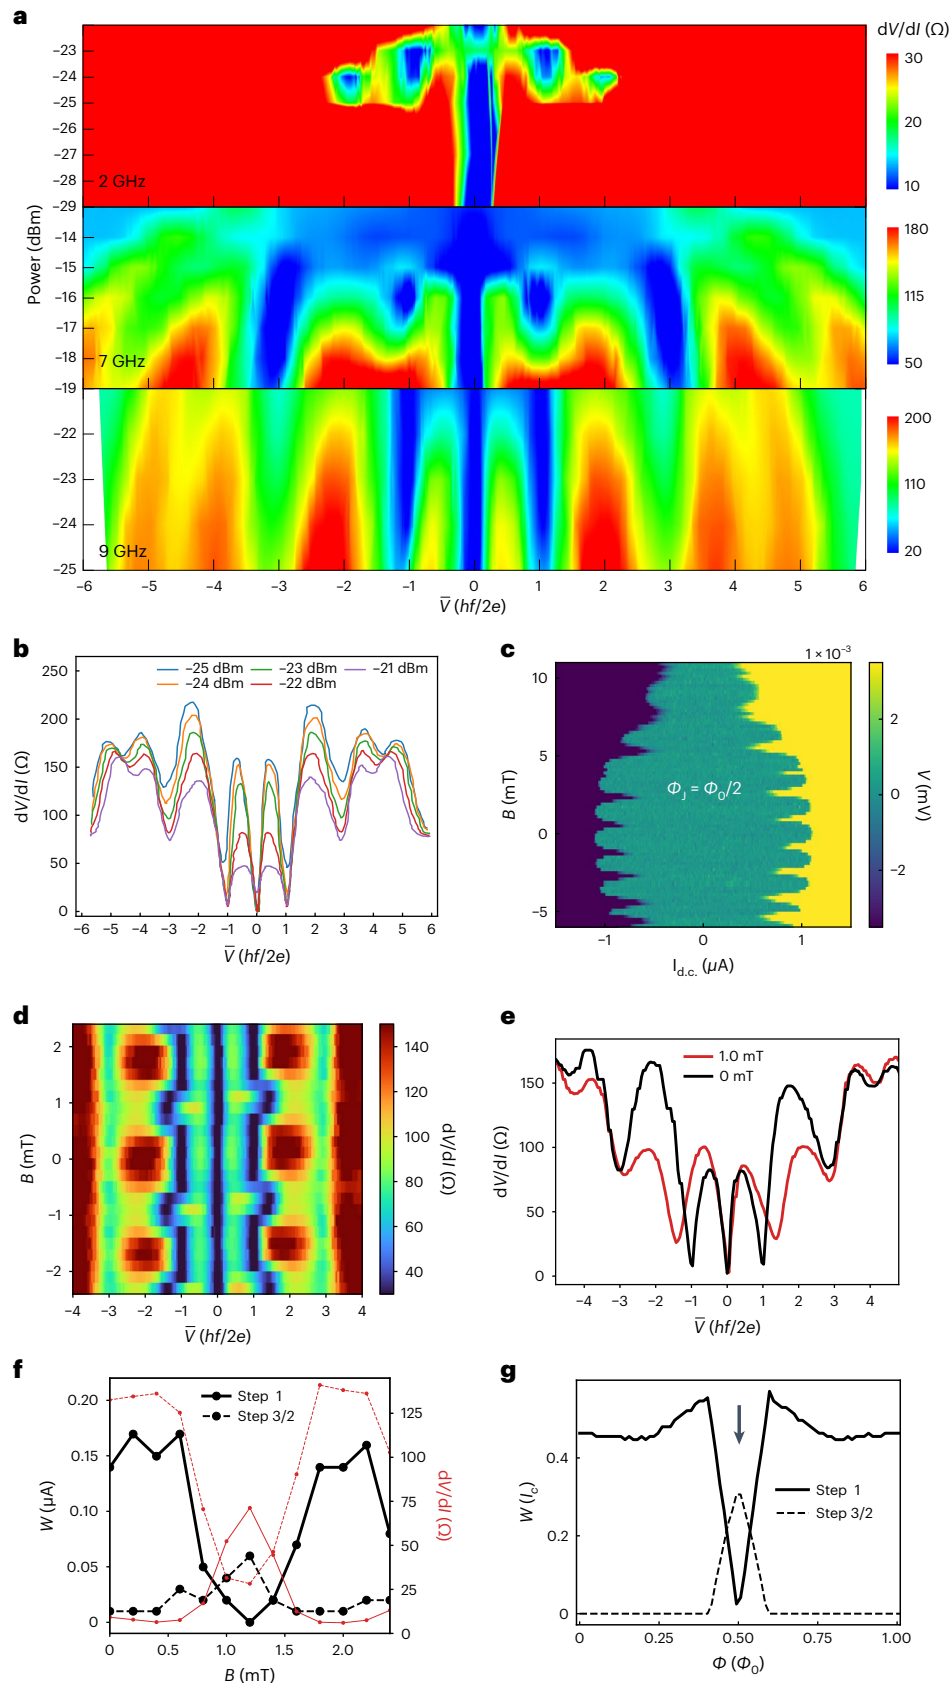 a
dV/dI (Ω)
−23
−24
−25
−26
−27
−28
−29
2 GHz
30
20
10
Power (dBm)
−14
−15
−16
−17
−18
−19
7 GHz
180
115
50
−22
−23
−24
−25
9 GHz
200
110
20
−6 −5 −4 −3 −2 −1 0 1 2 3 4 5 6
V̅ (hf/2e)
b
250
200
150
100
50
0
dV/dI (Ω)
−25 dBm −23 dBm −21 dBm
−24 dBm −22 dBm
−6 −5 −4 −3 −2 −1 0 1 2 3 4 5 6
V̅ (hf/2e)
c
1 × 10⁻³
10
5
0
−5
B (mT)
Φ_J = Φ₀/2
−1 0 1
I_d.c. (µA)
2
0
−2
V (mV)
d
2
1
0
−1
−2
B (mT)
−4 −3 −2 −1 0 1 2 3 4
V̅ (hf/2e)
140
120
100
80
60
40
dV/dI (Ω)
e
1.0 mT
0 mT
150
100
50
0
dV/dI (Ω)
−4 −3 −2 −1 0 1 2 3 4
V̅ (hf/2e)
f
Step 1
Step 3/2
0.20
0.15
0.10
0.05
0
W (µA)
125
100
75
50
25
0
dV/dI (Ω)
0 0.5 1.0 1.5 2.0
B (mT)
g
0.4
0.2
0
W (I_c)
Step 1
Step 3/2
0 0.25 0.50 0.75 1.00
Φ (Φ₀)